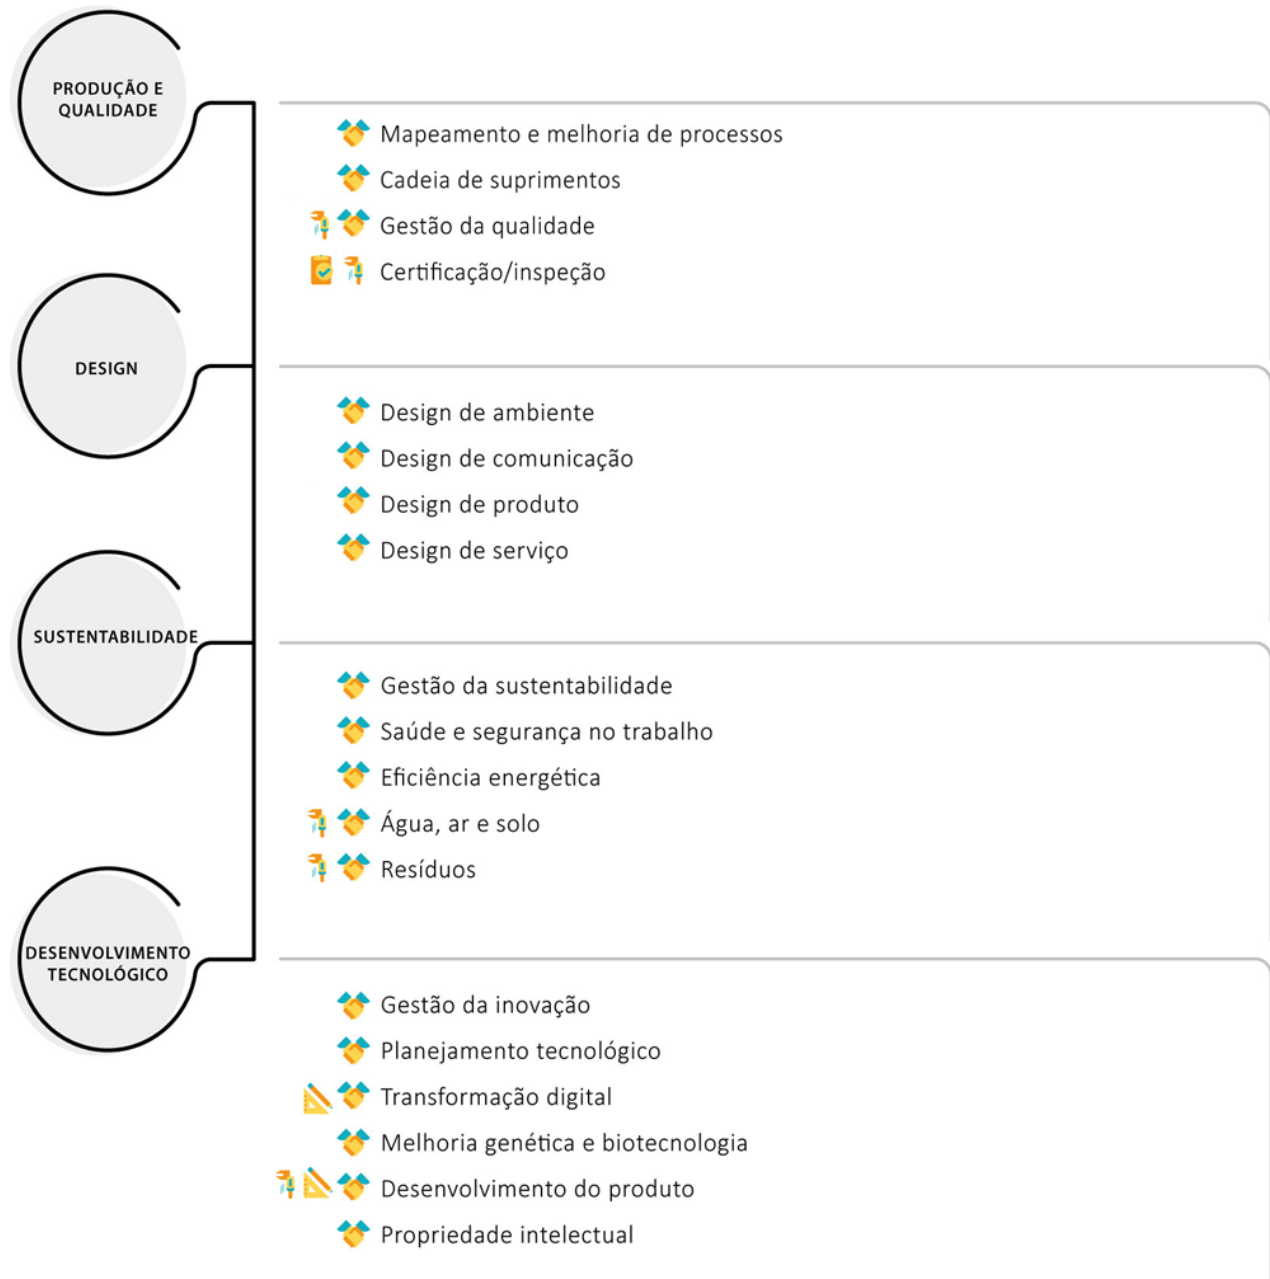 PRODUÇÃO E
QUALIDADE
Mapeamento e melhoria de processos
Cadeia de suprimentos
Gestão da qualidade
Certificação/inspeção
DESIGN
Design de ambiente
Design de comunicação
Design de produto
Design de serviço
SUSTENTABILIDADE
Gestão da sustentabilidade
Saúde e segurança no trabalho
Eficiência energética
Água, ar e solo
Resíduos
DESENVOLVIMENTO
TECNOLÓGICO
Gestão da inovação
Planejamento tecnológico
Transformação digital
Melhoria genética e biotecnologia
Desenvolvimento do produto
Propriedade intelectual